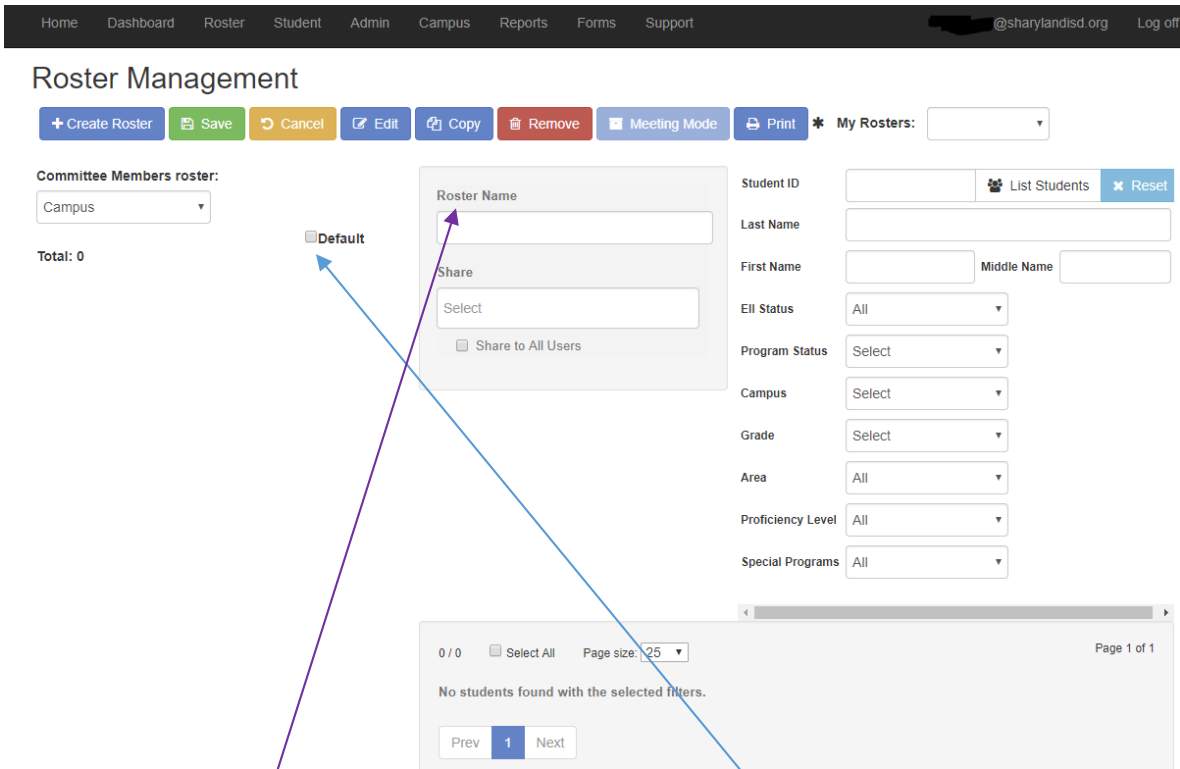 Home Dashboard Roster Student Admin Campus Reports Forms Support @sharylandisd.org Log off
Roster Management
+ Create Roster Save Cancel Edit Copy Remove Meeting Mode Print * My Rosters:
Committee Members roster:
Campus
Default
Total: 0
Roster Name
Share
Select
Share to All Users
Student ID List Students Reset
Last Name
First Name Middle Name
Ell Status All
Program Status Select
Campus Select
Grade Select
Area All
Proficiency Level All
Special Programs All
0 / 0 Select All Page size: 25 Page 1 of 1
No students found with the selected filters.
Prev 1 Next